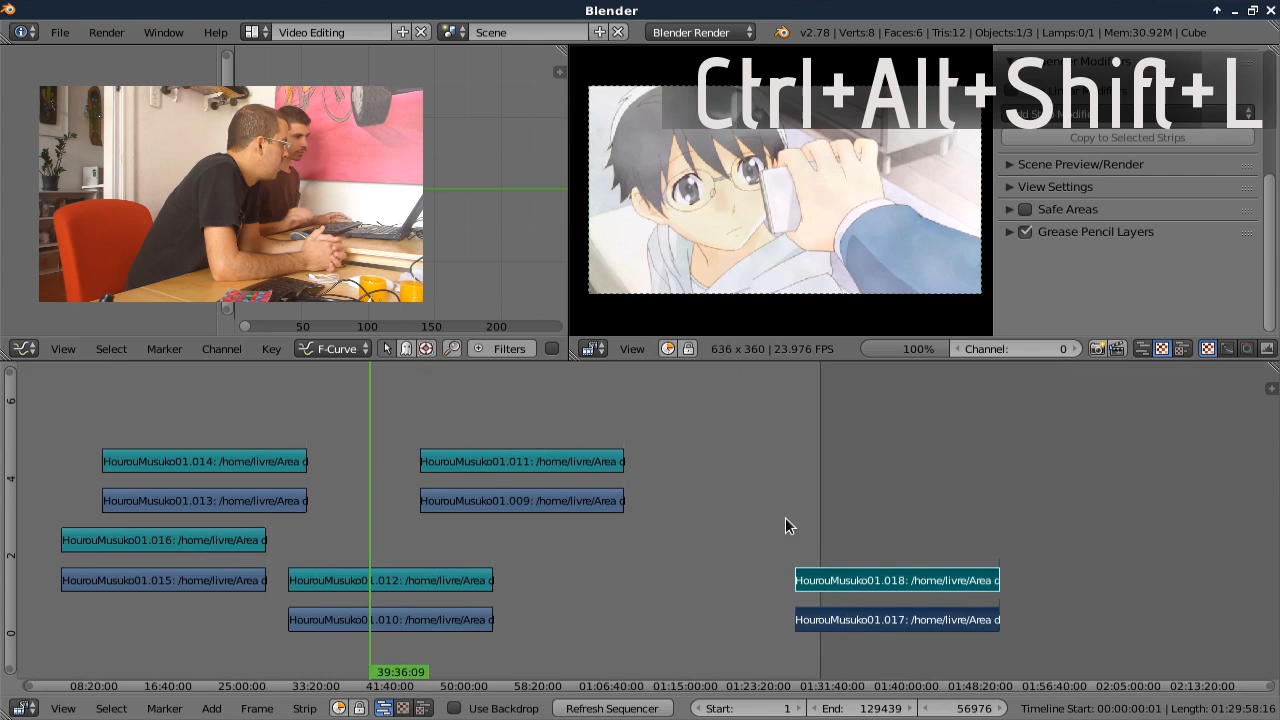 Blender
File Render Window Help Video Editing Scene Blender Render v2.78 | Verts:8 | Faces:6 | Tris:12 | Objects:1/3 | Lamps:0/1 | Mem:30.92M | Cube
Ctrl+Alt+Shift+L
Copy to Selected Strips
Scene Preview/Render
View Settings
Safe Areas
Grease Pencil Layers
50 100 150 200
View Select Marker Channel Key F-Curve Filters
View 636 x 360 | 23.976 FPS 100% Channel: 0
6
4
2
0
HourouMusuko01.014: /home/livre/Area d
HourouMusuko01.011: /home/livre/Area d
HourouMusuko01.013: /home/livre/Area d
HourouMusuko01.009: /home/livre/Area d
HourouMusuko01.016: /home/livre/Area d
HourouMusuko01.015: /home/livre/Area d
HourouMusuko01.012: /home/livre/Area d
HourouMusuko01.018: /home/livre/Area d
HourouMusuko01.010: /home/livre/Area d
HourouMusuko01.017: /home/livre/Area d
39:36:09
08:20:00 16:40:00 25:00:00 33:20:00 41:40:00 50:00:00 58:20:00 01:06:40:00 01:15:00:00 01:23:20:00 01:31:40:00 01:40:00:00 01:48:20:00 01:56:40:00 02:05:00:00 02:13:20:00
View Select Marker Add Frame Strip Use Backdrop Refresh Sequencer Start: 1 End: 129439 56976 Timeline Start: 00:00:00:01 | Length: 01:29:58:16